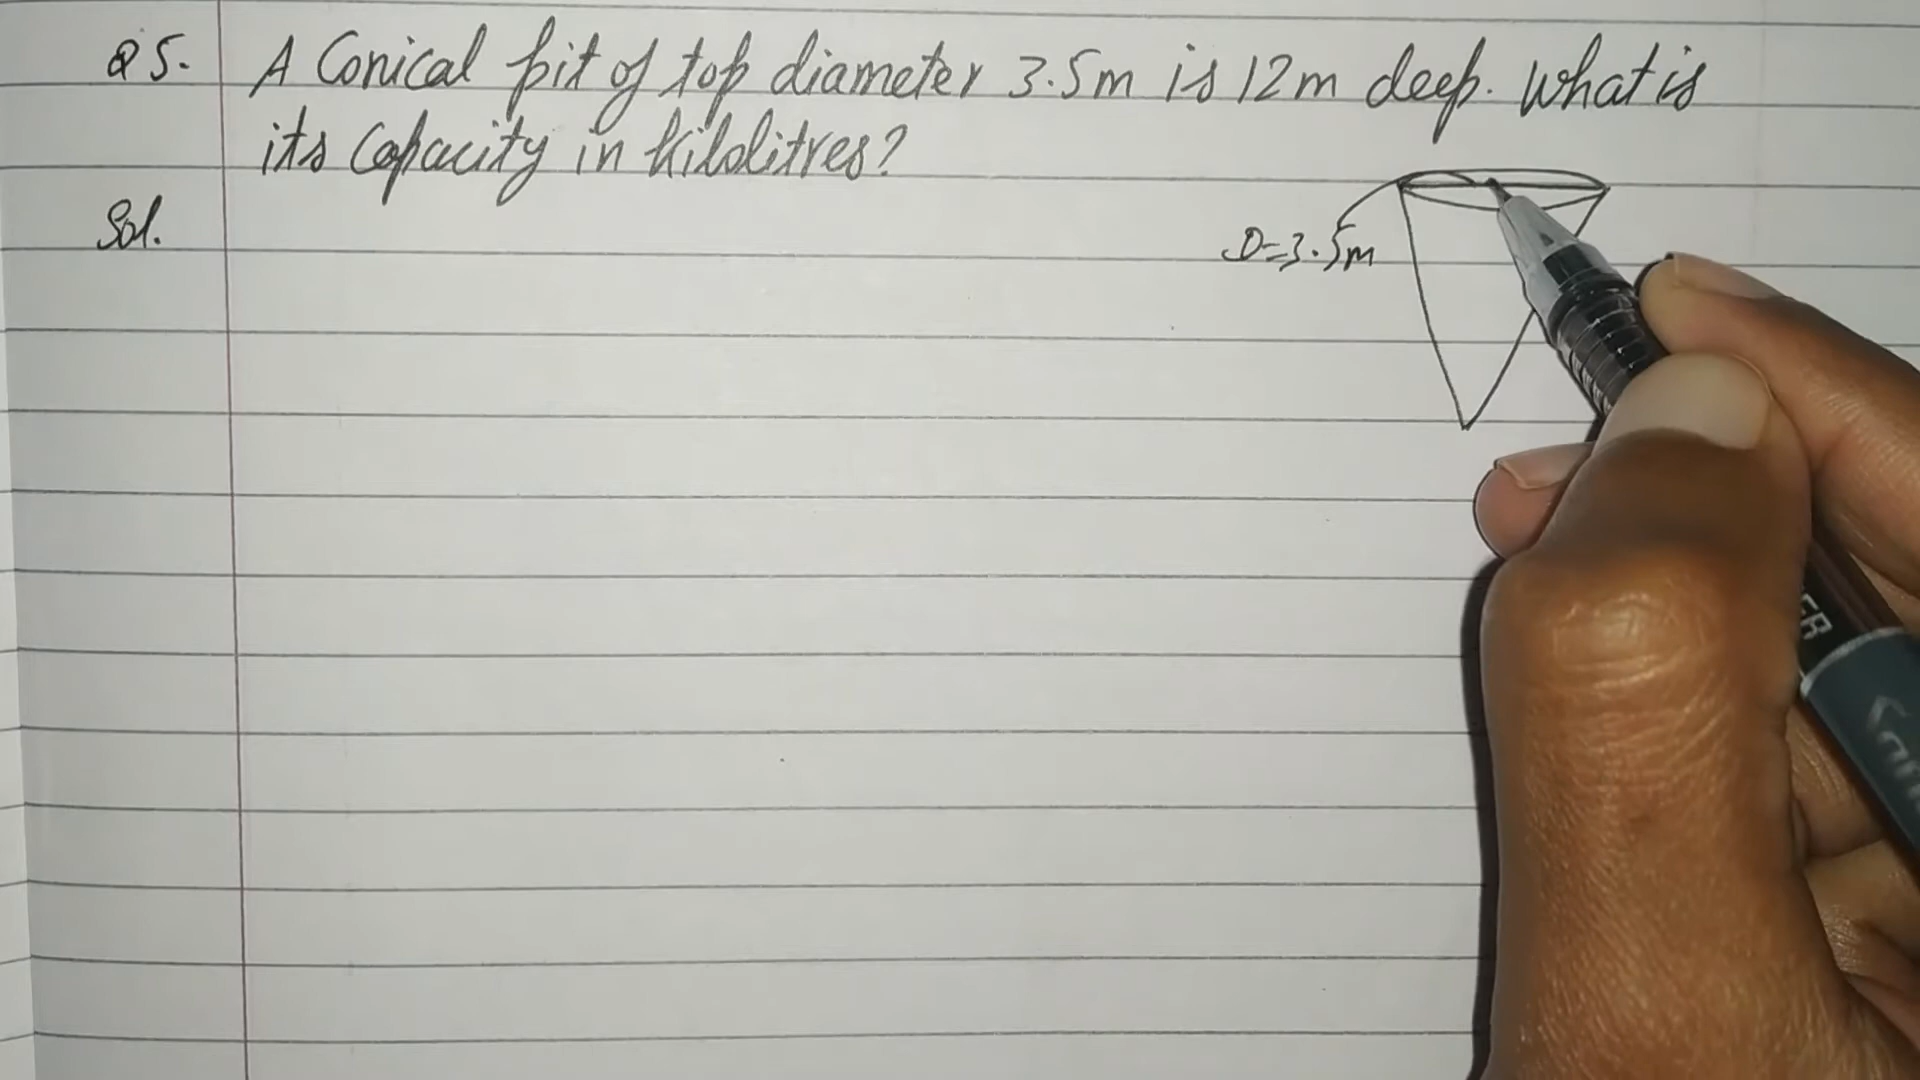 Q 5. A Conical pit of top diameter 3.5m is 12m deep. What is
its Capacity in kilolitres?
Sol.
D=3.5m